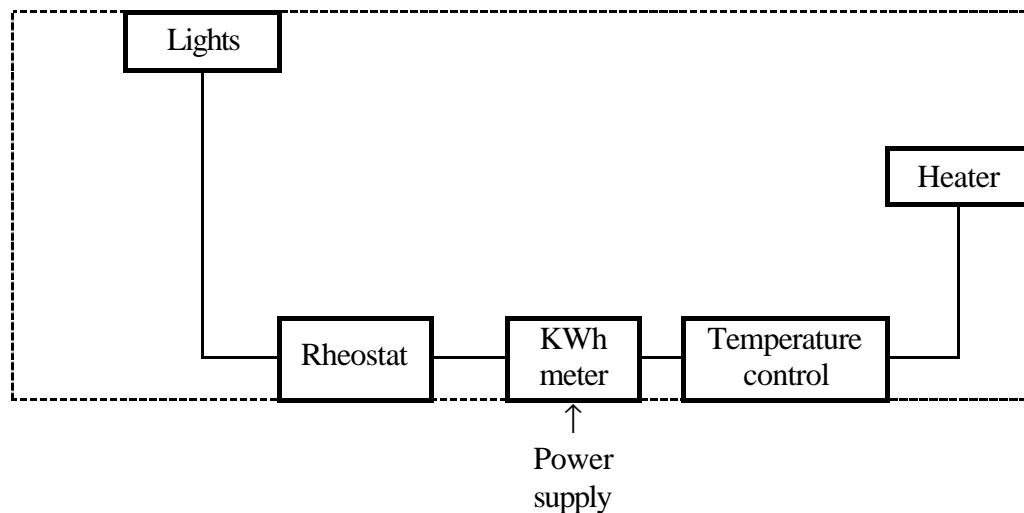 Lights
Heater
Rheostat
KWh
meter
Temperature
control
Power
supply